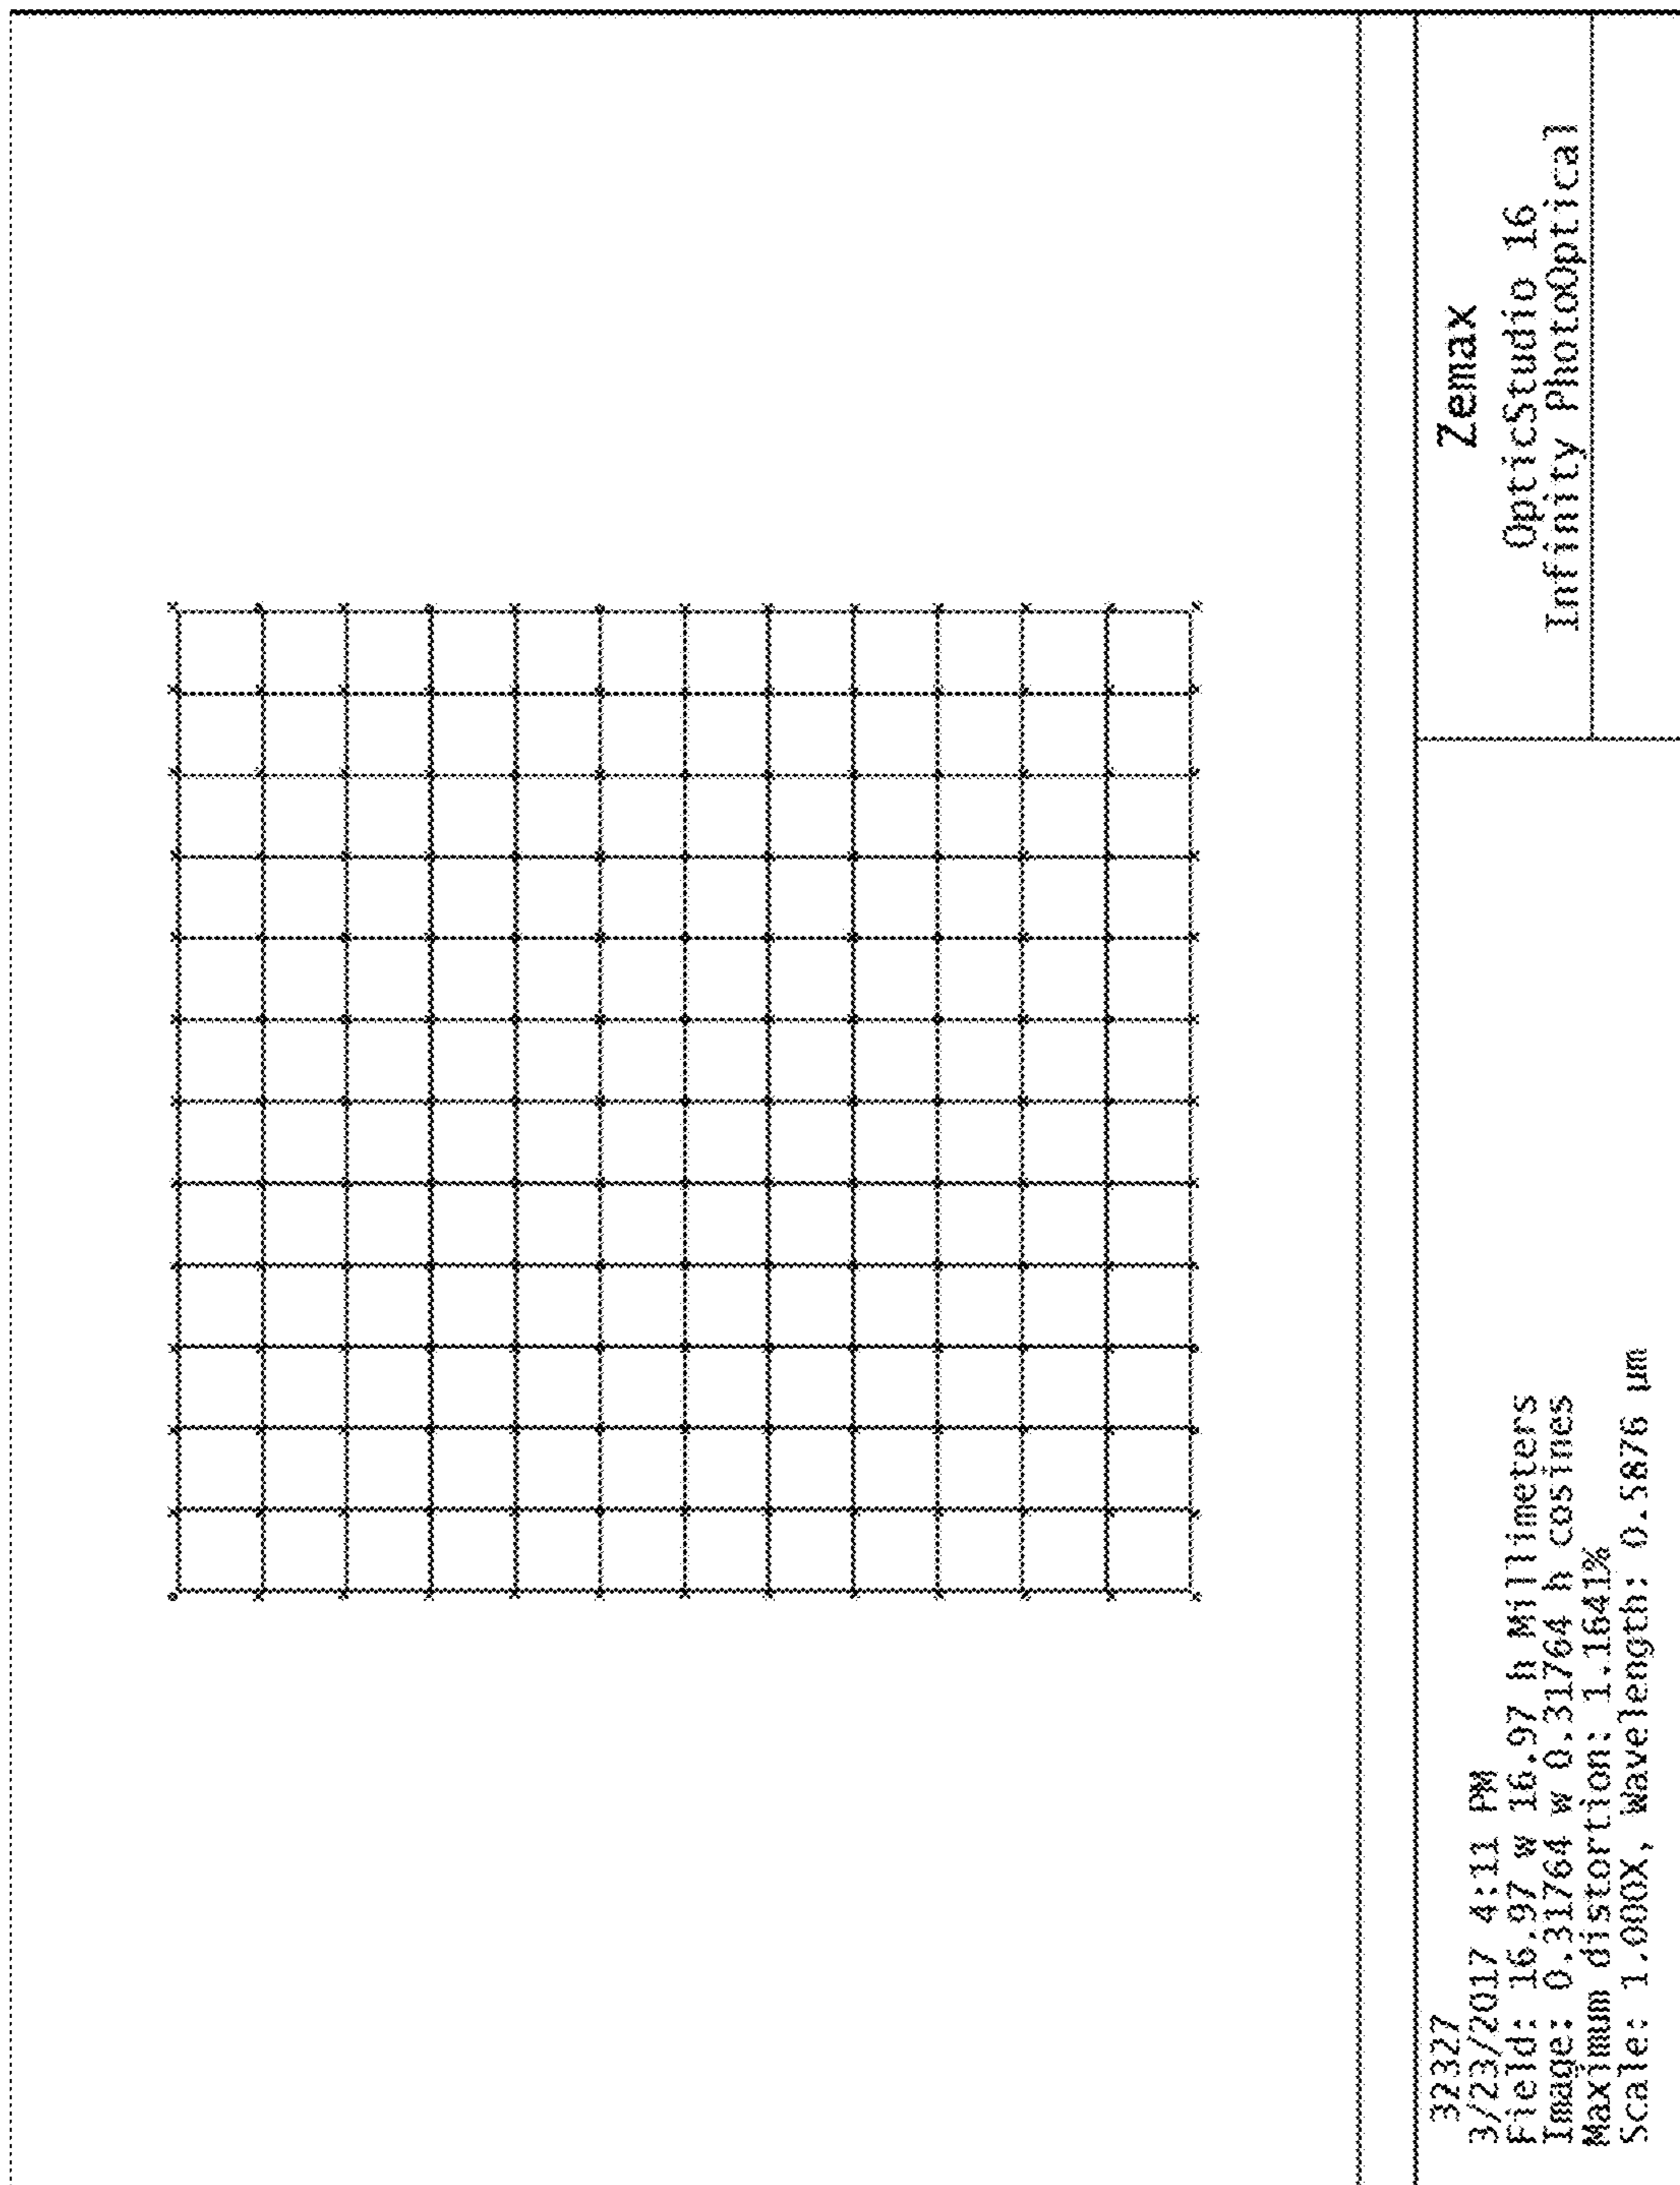 32327
3/23/2017 4:11 PM
Field: 16.97 w 16.97 h Millimeters
Image: 0.31764 w 0.31764 h cosines
Maximum distortion: 1.1641%
Scale: 1.000X, Wavelength: 0.5876 µm
Zemax
OpticStudio 16
Infinity PhotoOptical